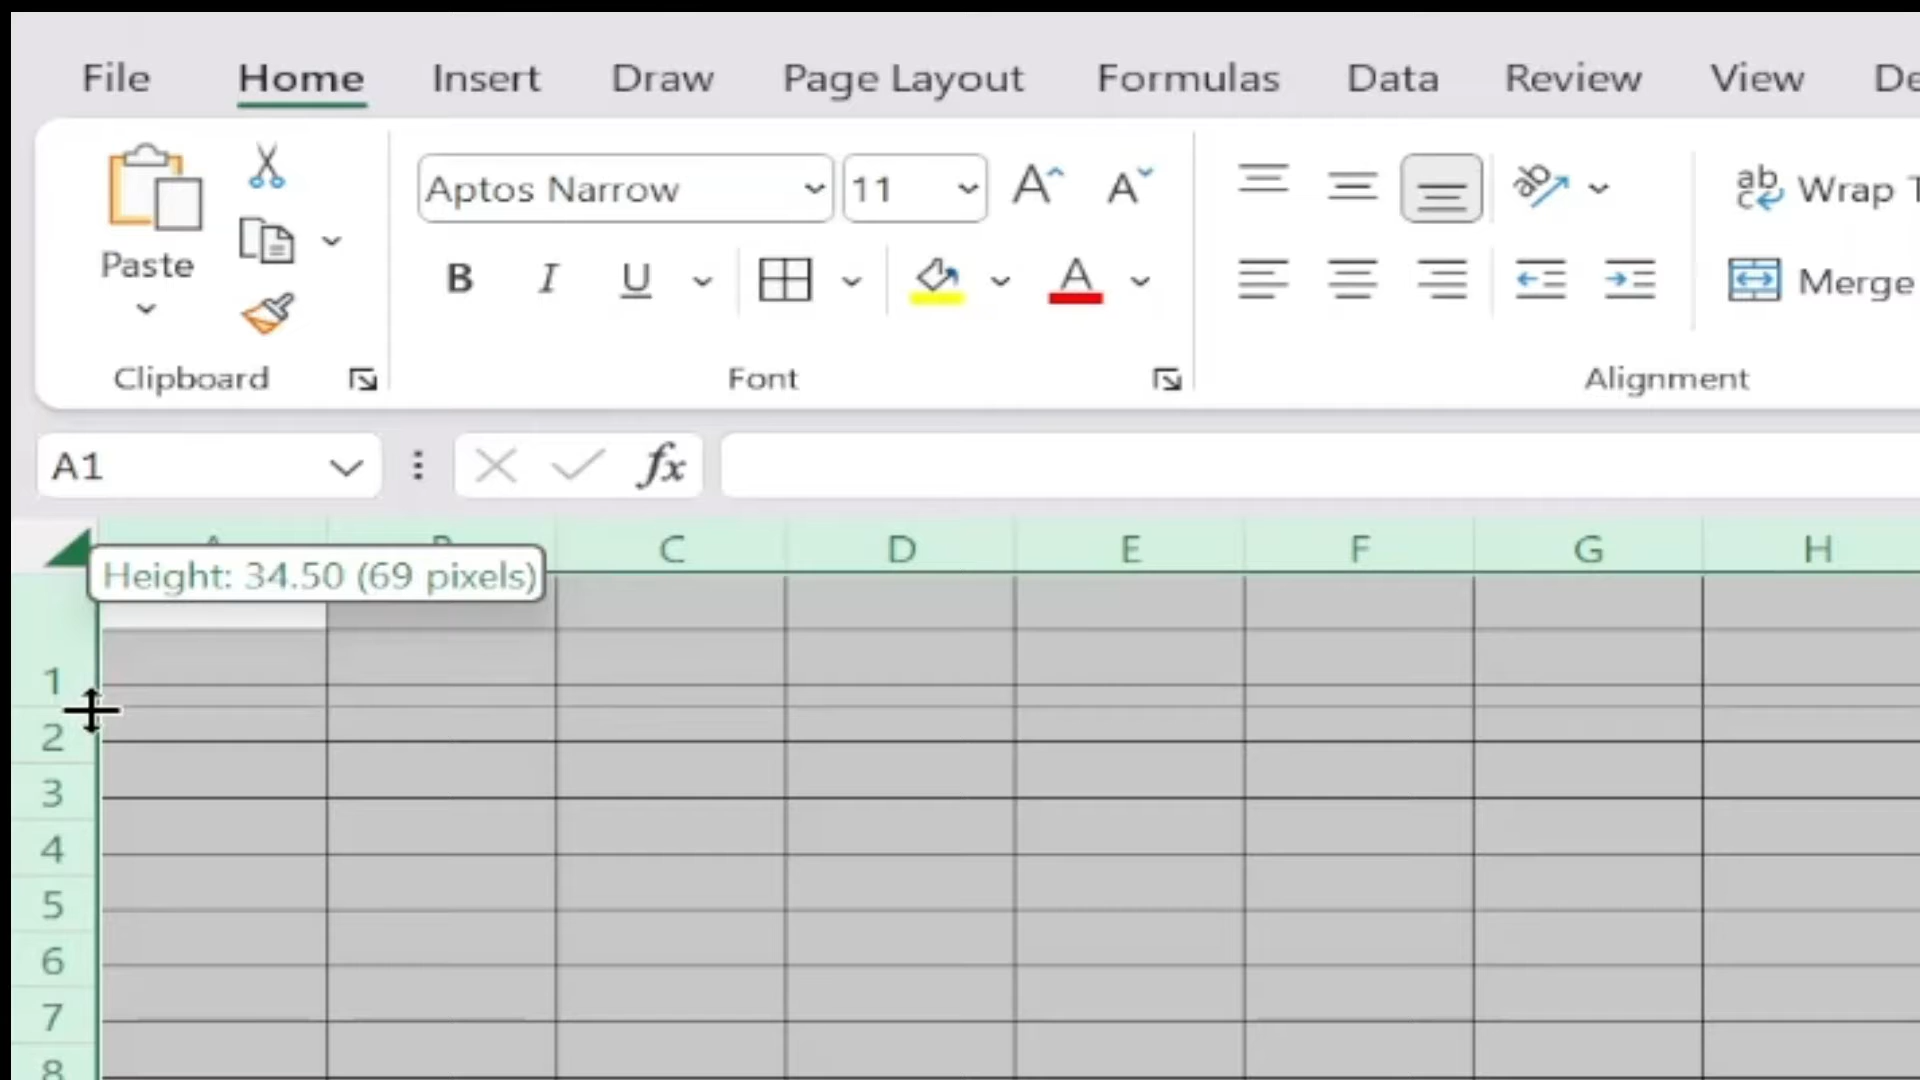 File Home Insert Draw Page Layout Formulas Data Review View De
Aptos Narrow 11 Wrap T
Paste B I U A Merge
Clipboard Font Alignment
A1 fx
C D E F G H
Height: 34.50 (69 pixels)
1
2
3
4
5
6
7
8